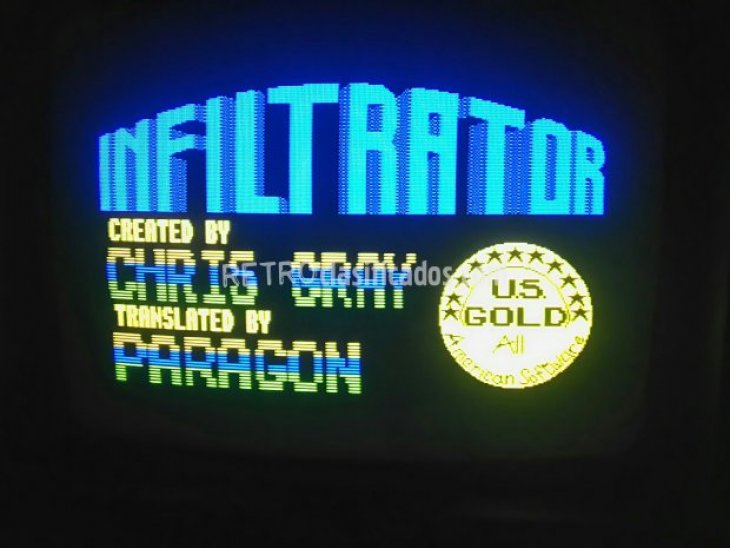 INFILTRATOR
CREATED BY
CHRIS GRAY
RETROclasificados
TRANSLATED BY
PARAGON
U.S.
GOLD
All
American Software